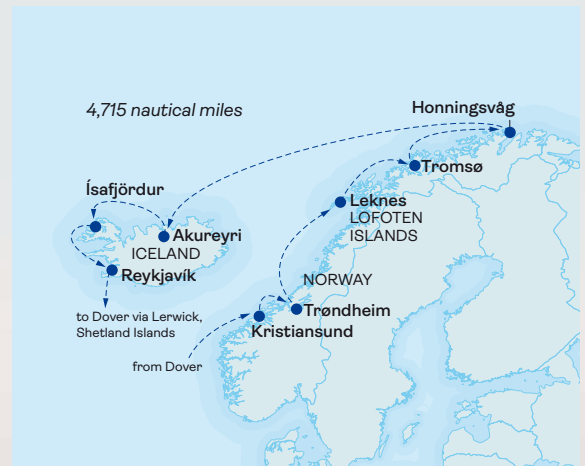 4,715 nautical miles
Honningsvåg
Tromsø
Ísafjördur
Leknes
LOFOTEN
ISLANDS
Akureyri
ICELAND
Reykjavík
NORWAY
to Dover via Lerwick,
Shetland Islands
Trøndheim
Kristiansund
from Dover